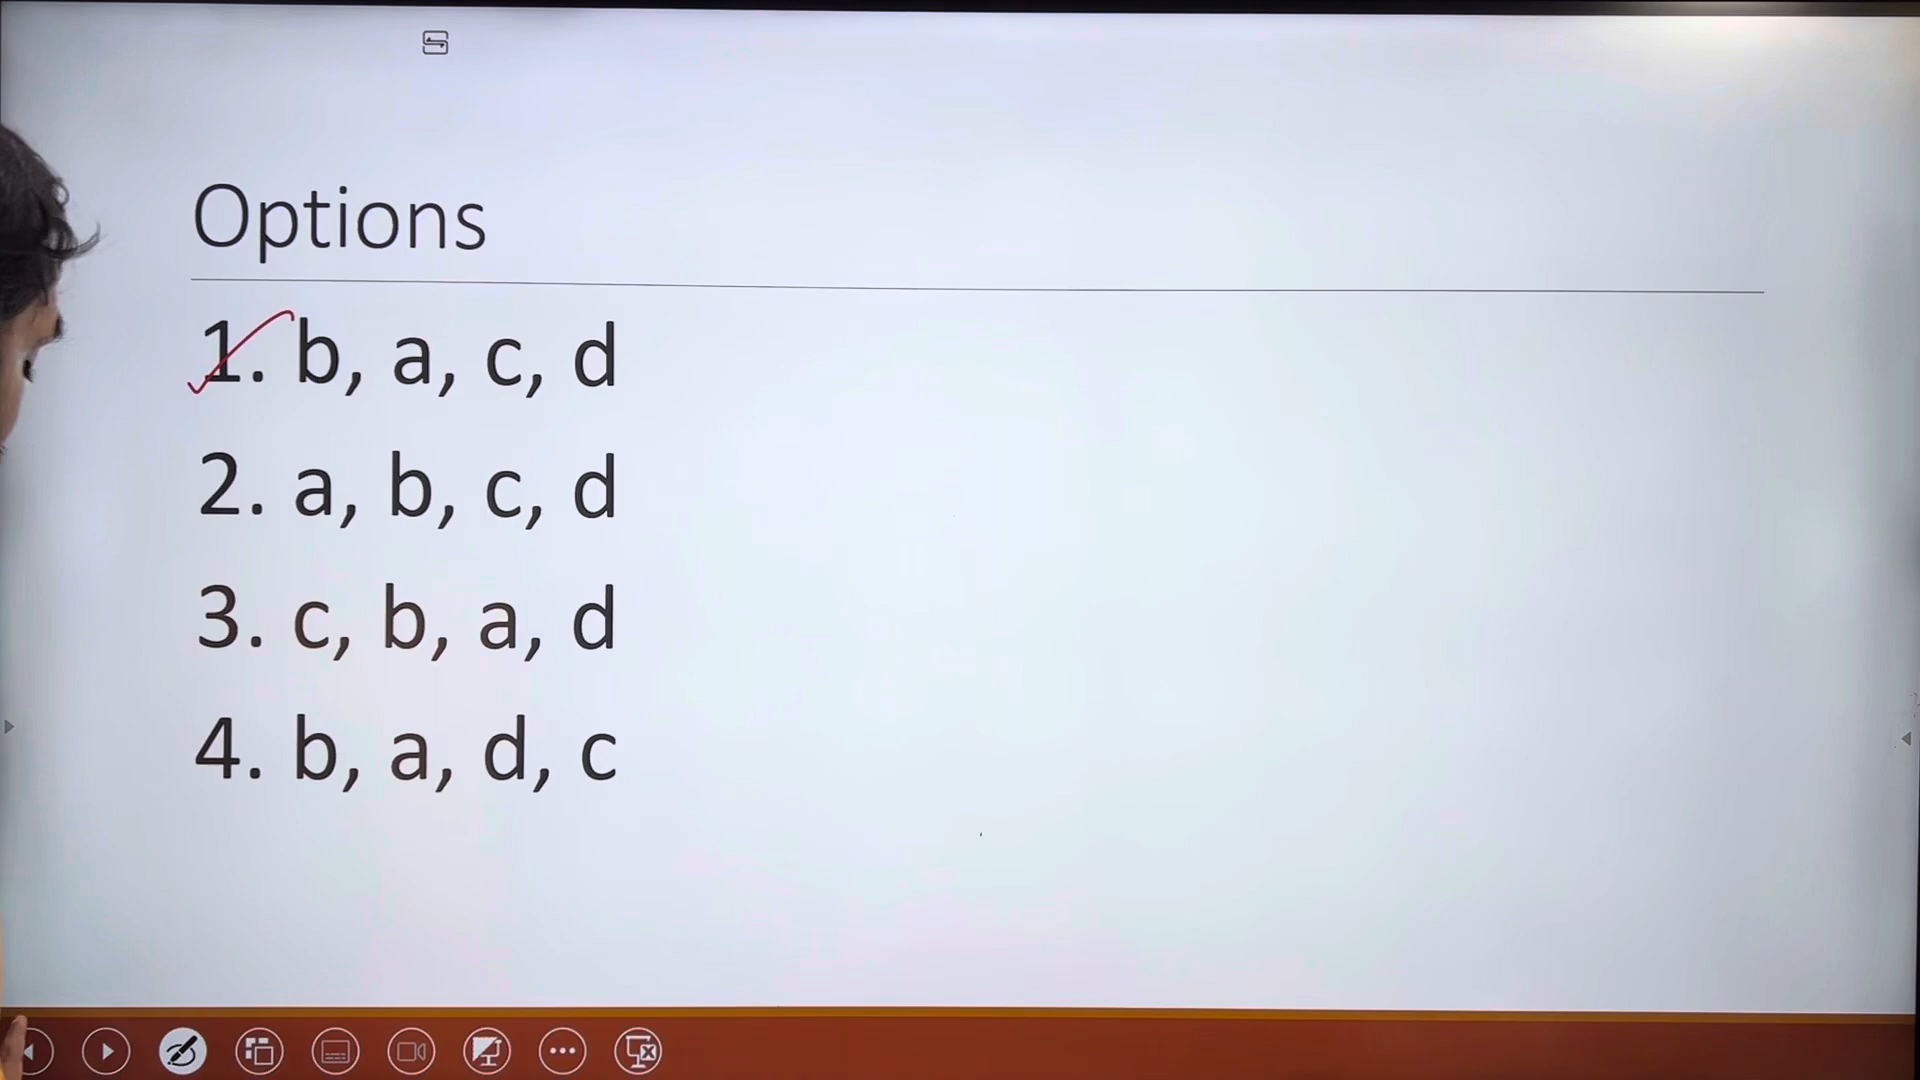 Options
1. b, a, c, d
2. a, b, c, d
3. c, b, a, d
4. b, a, d, c